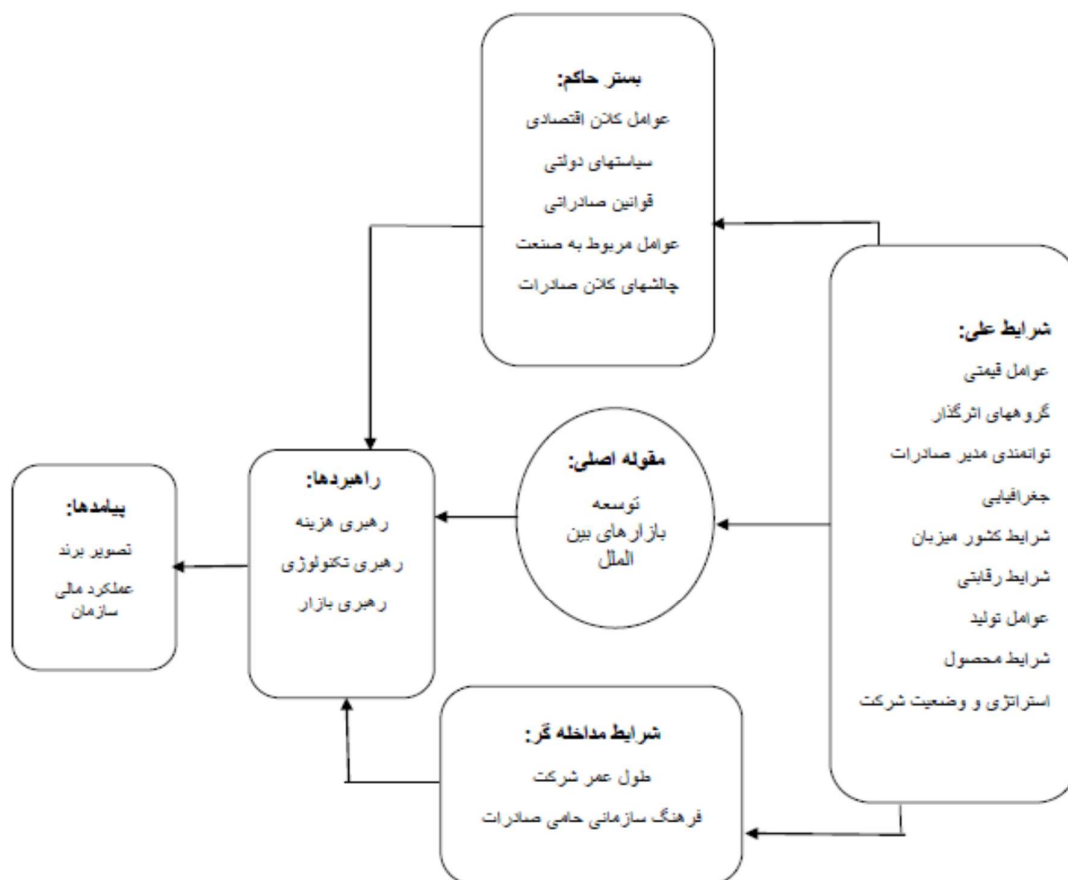 بستر حاکم:
عوامل کلان اقتصادی
سیاستهای دولتی
قوانین صادراتی
عوامل مربوط به صنعت
چالشهای کلان صادرات
شرایط علی:
عوامل قیمتی
گروههای اثرگذار
توانمندی مدیر صادرات
جغرافیایی
شرایط کشور میزبان
شرایط رقابتی
عوامل تولید
شرایط محصول
استراتژی و وضعیت شرکت
مقوله اصلی:
توسعه
بازارهای بین
الملل
راهبردها:
رهبری هزینه
رهبری تکنولوژی
رهبری بازار
پیامدها:
تصویر برند
عملکرد مالی
سازمان
شرایط مداخله گر:
طول عمر شرکت
فرهنگ سازمانی حامی صادرات